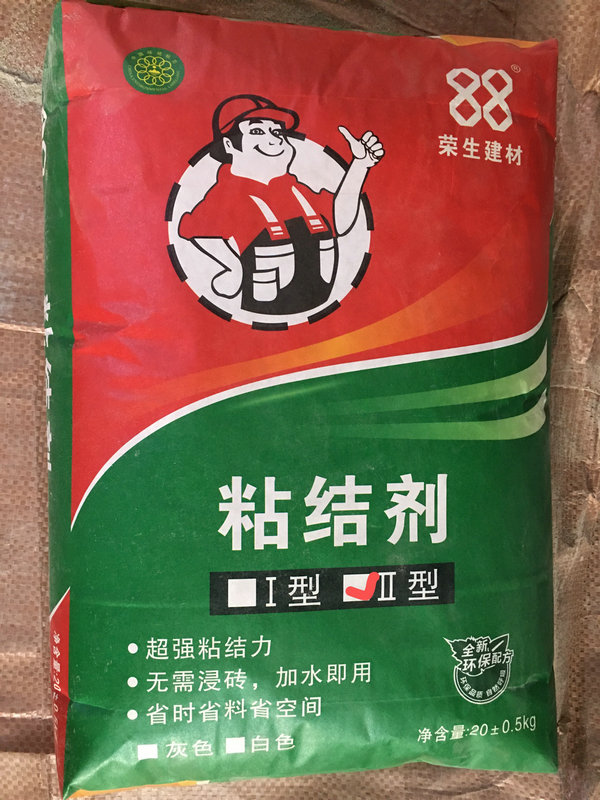 88®
荣生建材
粘结剂
I型 II型
• 超强粘结力
• 无需浸砖，加水即用
• 省时省料省空间
灰色 白色
全新
环保配方
净含量:20±0.5kg